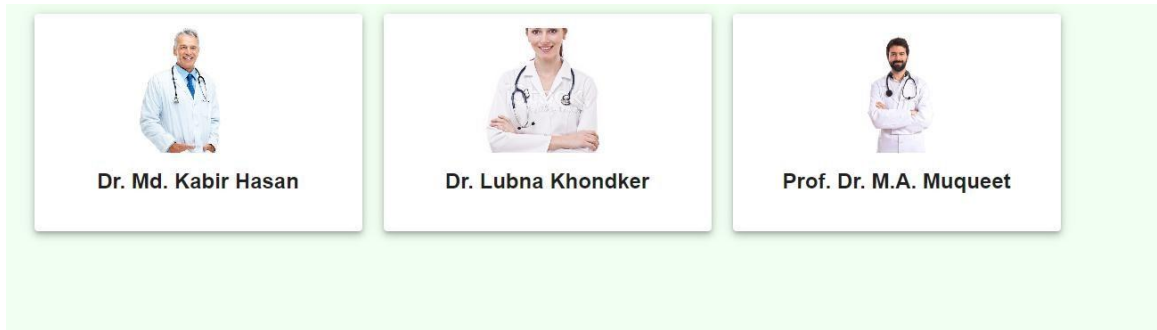 Dr. Md. Kabir Hasan
Dr. Lubna Khondker
Prof. Dr. M.A. Muqueet